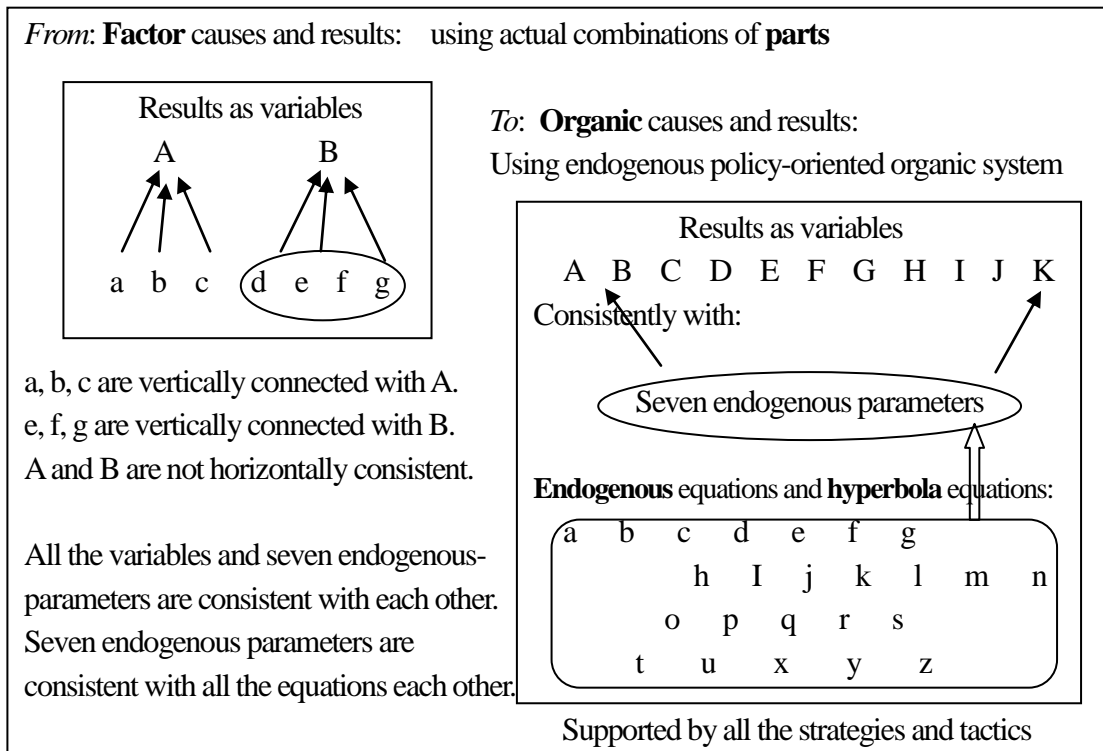 From: Factor causes and results: using actual combinations of parts
Results as variables
A B
a b c d e f g
a, b, c are vertically connected with A.
e, f, g are vertically connected with B.
A and B are not horizontally consistent.
All the variables and seven endogenous-
parameters are consistent with each other.
Seven endogenous parameters are
consistent with all the equations each other.
To: Organic causes and results:
Using endogenous policy-oriented organic system
Results as variables
A B C D E F G H I J K
Consistently with:
Seven endogenous parameters
Endogenous equations and hyperbola equations:
a b c d e f g
h I j k l m n
o p q r s
t u x y z
Supported by all the strategies and tactics